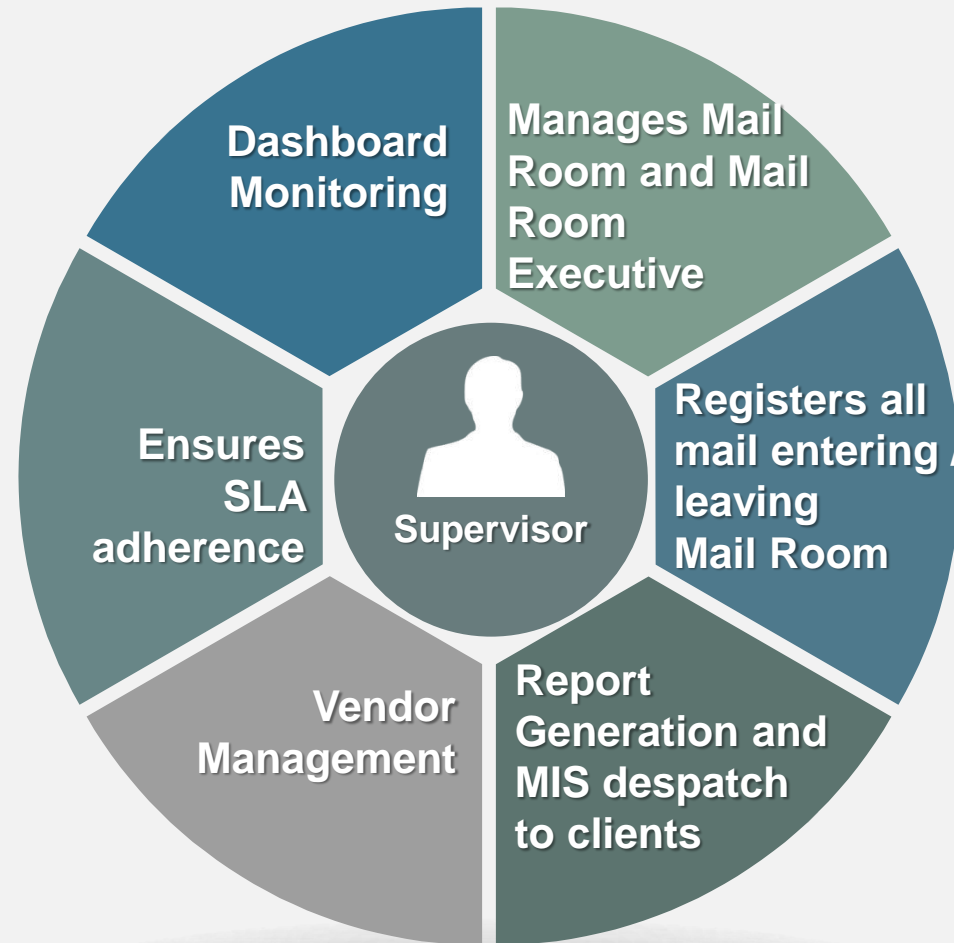 Dashboard
Monitoring
Manages Mail
Room and Mail
Room
Executive
Registers all
mail entering /
leaving
Mail Room
Report
Generation and
MIS despatch
to clients
Vendor
Management
Ensures
SLA
adherence
Supervisor